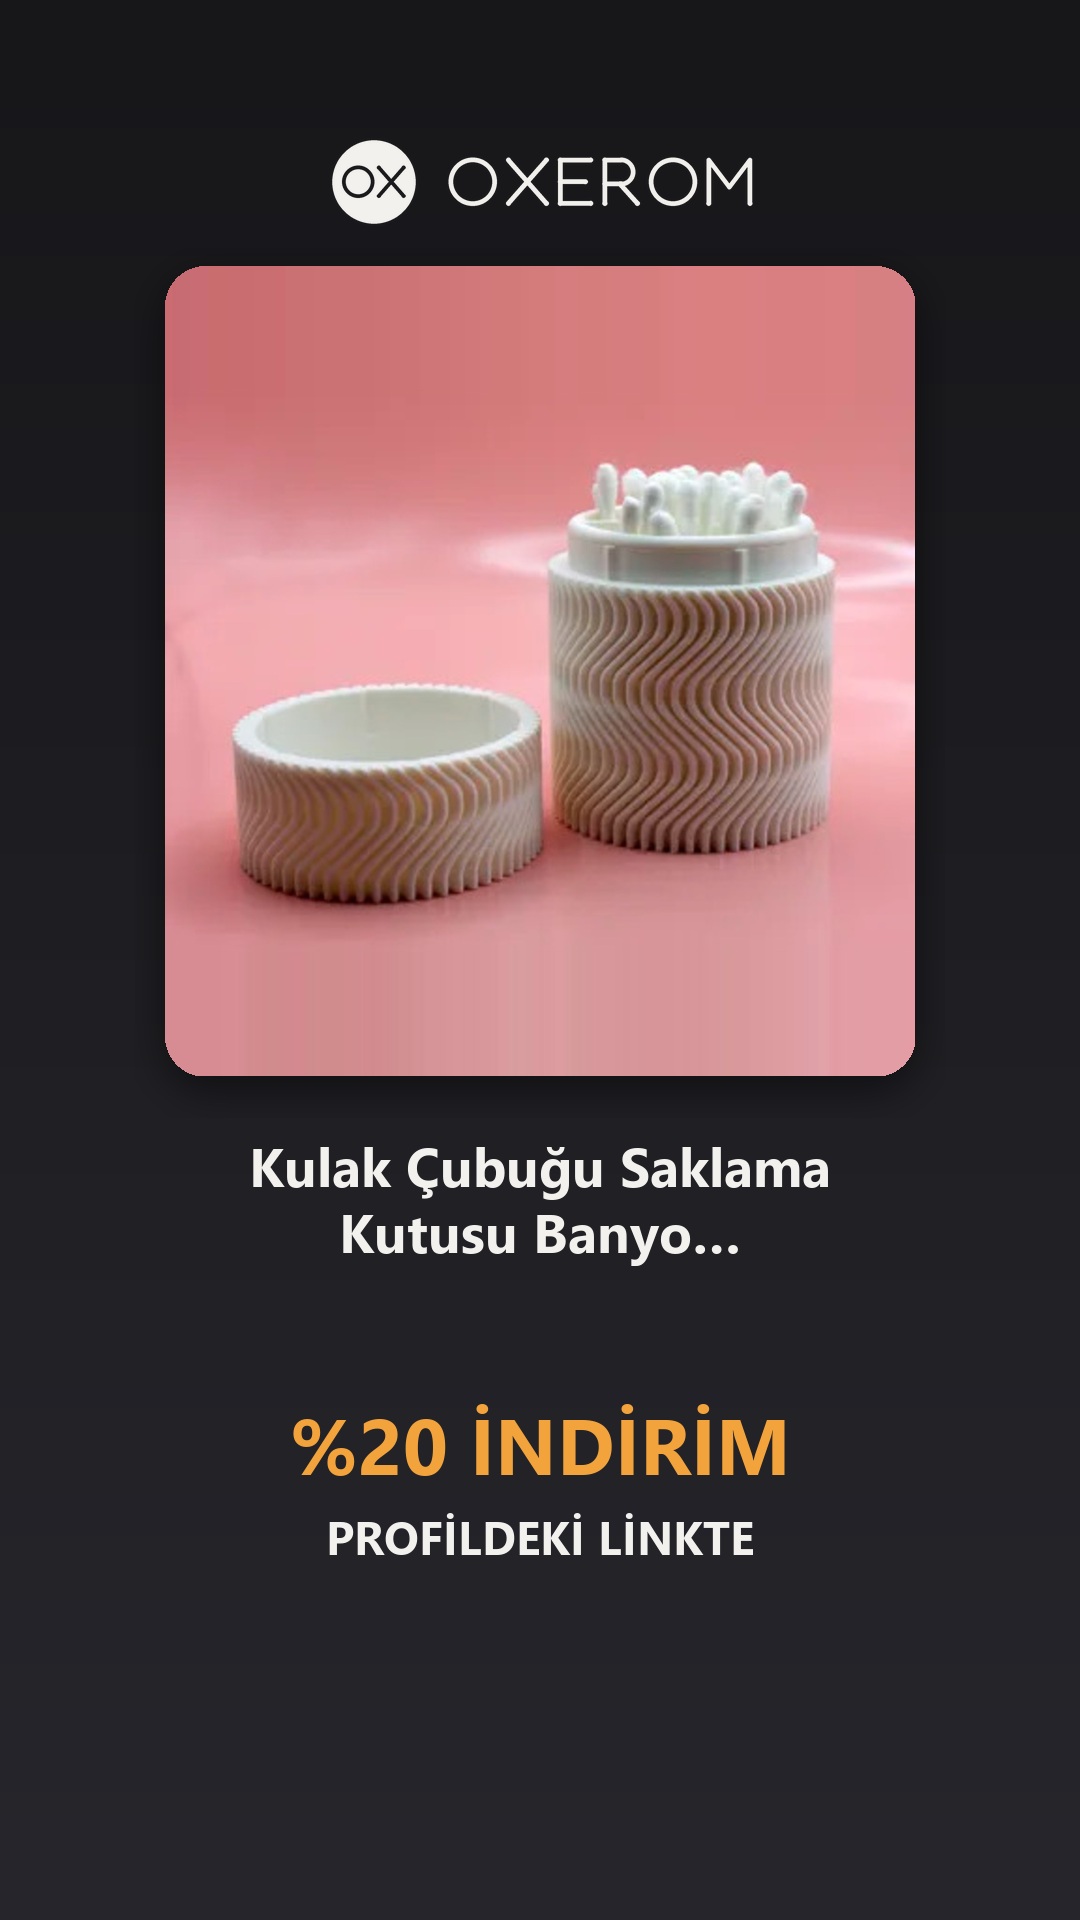 OX OXEROM
Kulak Çubuğu Saklama
Kutusu Banyo...
%20 İNDİRİM
PROFİLDEKİ LİNKTE